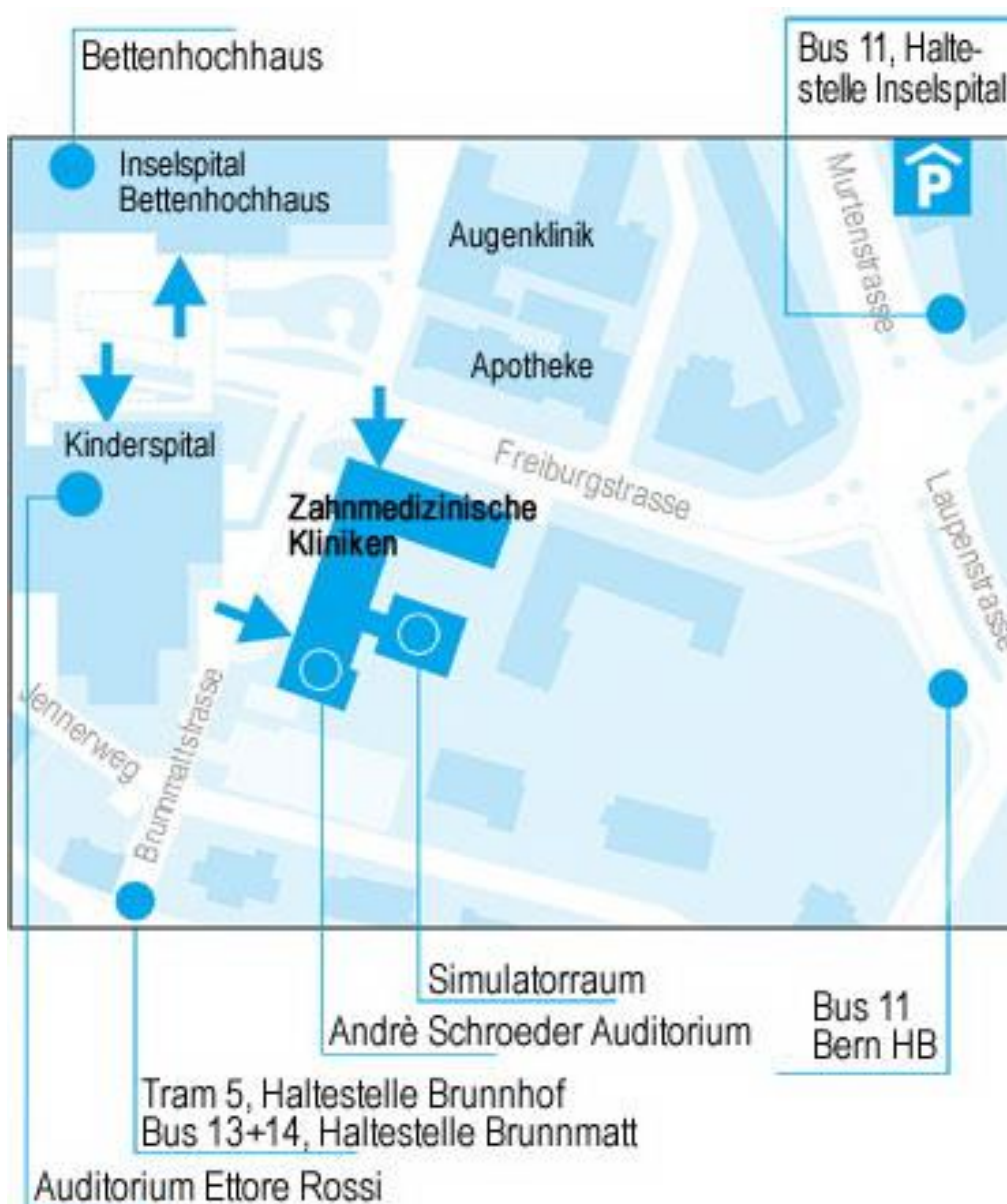 Bettenhochhaus
Bus 11, Halte-
stelle Inselspital
Inselspital
Bettenhochhaus
Augenklinik
Murtenstrasse
P
Apotheke
Kinderspital
Freiburgstrasse
Zahnmedizinische
Kliniken
Laupenstrasse
Jennerweg
Brunnmattstrasse
Simulatorraum
Andrè Schroeder Auditorium
Bus 11
Bern HB
Tram 5, Haltestelle Brunnhof
Bus 13+14, Haltestelle Brunnmatt
Auditorium Ettore Rossi